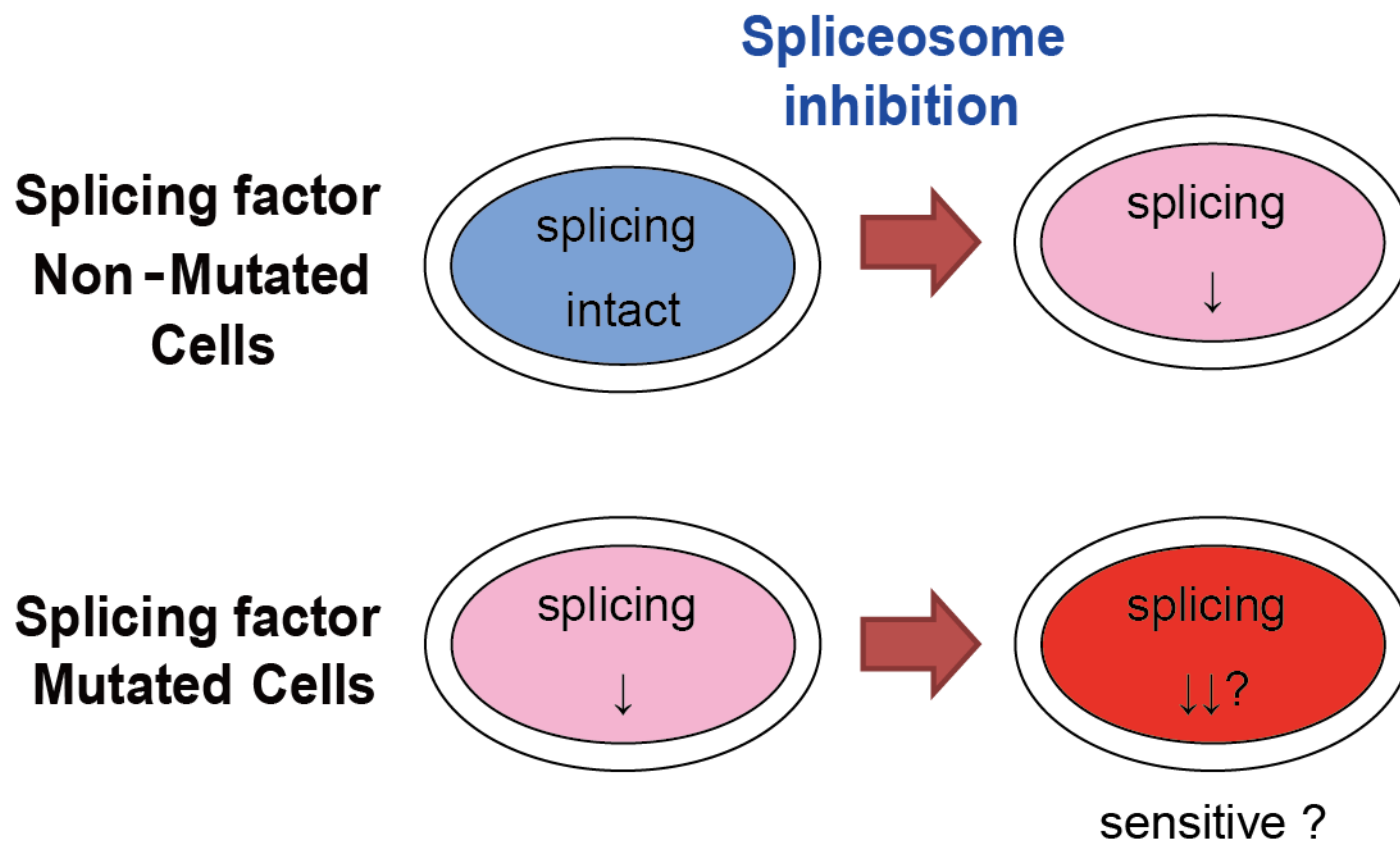 Spliceosome
inhibition
Splicing factor
Non-Mutated
Cells
splicing
intact
splicing
↓
Splicing factor
Mutated Cells
splicing
↓
splicing
↓↓?
sensitive ?